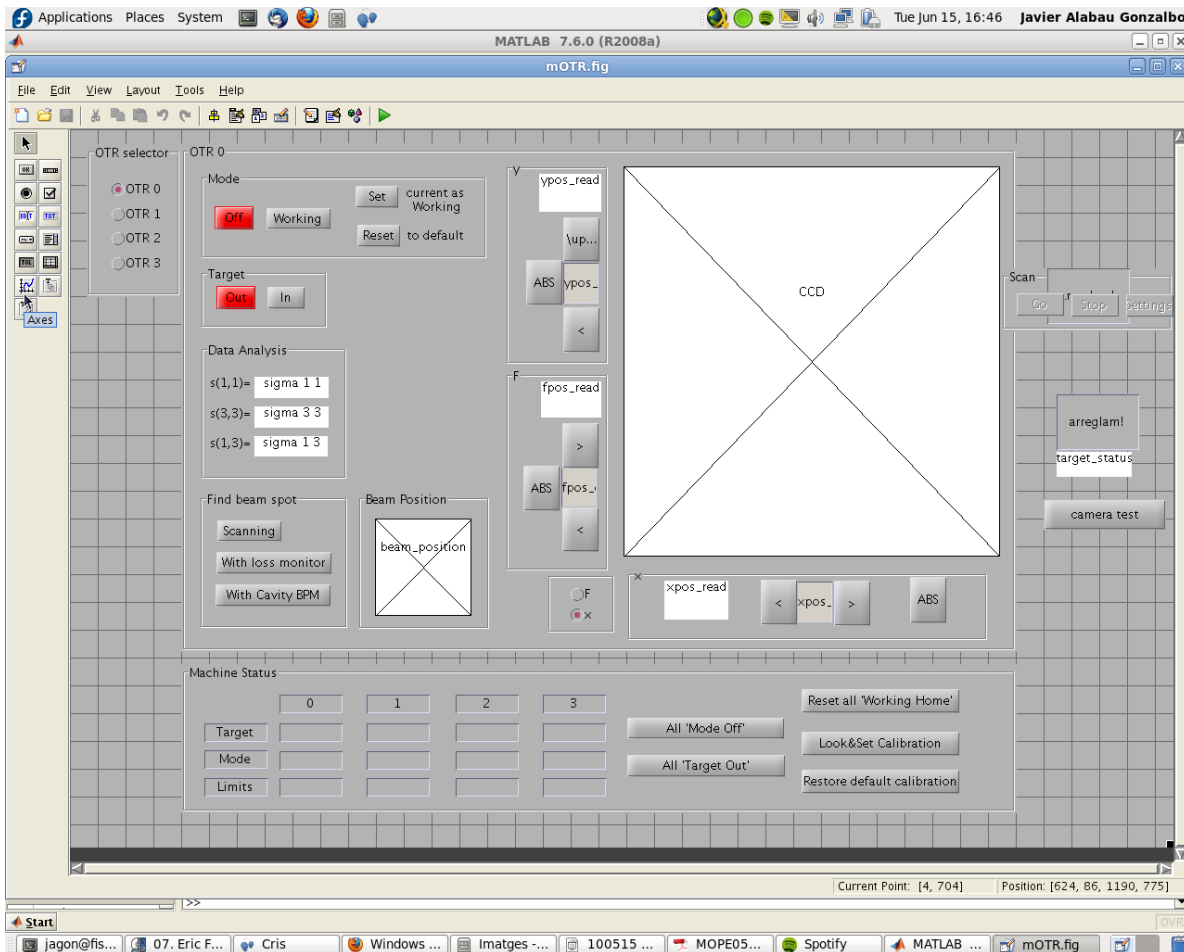 Applications Places System Tue Jun 15, 16:46 Javier Alabau Gonzalbo
MATLAB 7.6.0 (R2008a)
mOTR.fig
File Edit View Layout Tools Help
OTR selector
OTR 0
OTR 1
OTR 2
OTR 3
Axes
OTR 0
Mode
Off Working
Set current as Working
Reset to default
Target
Out In
Data Analysis
s(1,1)= sigma 1 1
s(3,3)= sigma 3 3
s(1,3)= sigma 1 3
Find beam spot
Scanning
With loss monitor
With Cavity BPM
Beam Position
beam_position
Y
ypos_read
\up...
ABS ypos_
<
F
fpos_read
>
ABS fpos_
<
F
x
CCD
x
xpos_read
< xpos_ >
ABS
Scan
Go Stop Settings
arreglam!
target_status
camera test
Machine Status
0 1 2 3
Target
Mode
Limits
All 'Mode Off'
All 'Target Out'
Reset all 'Working Home'
Look&Set Calibration
Restore default calibration
Current Point: [4, 704] Position: [624, 86, 1190, 775]
>>
Start OVR
jagon@fis... 07. Eric F... Cris Windows ... Imatges -... 100515 ... MOPE05... Spotify MATLAB ... mOTR.fig